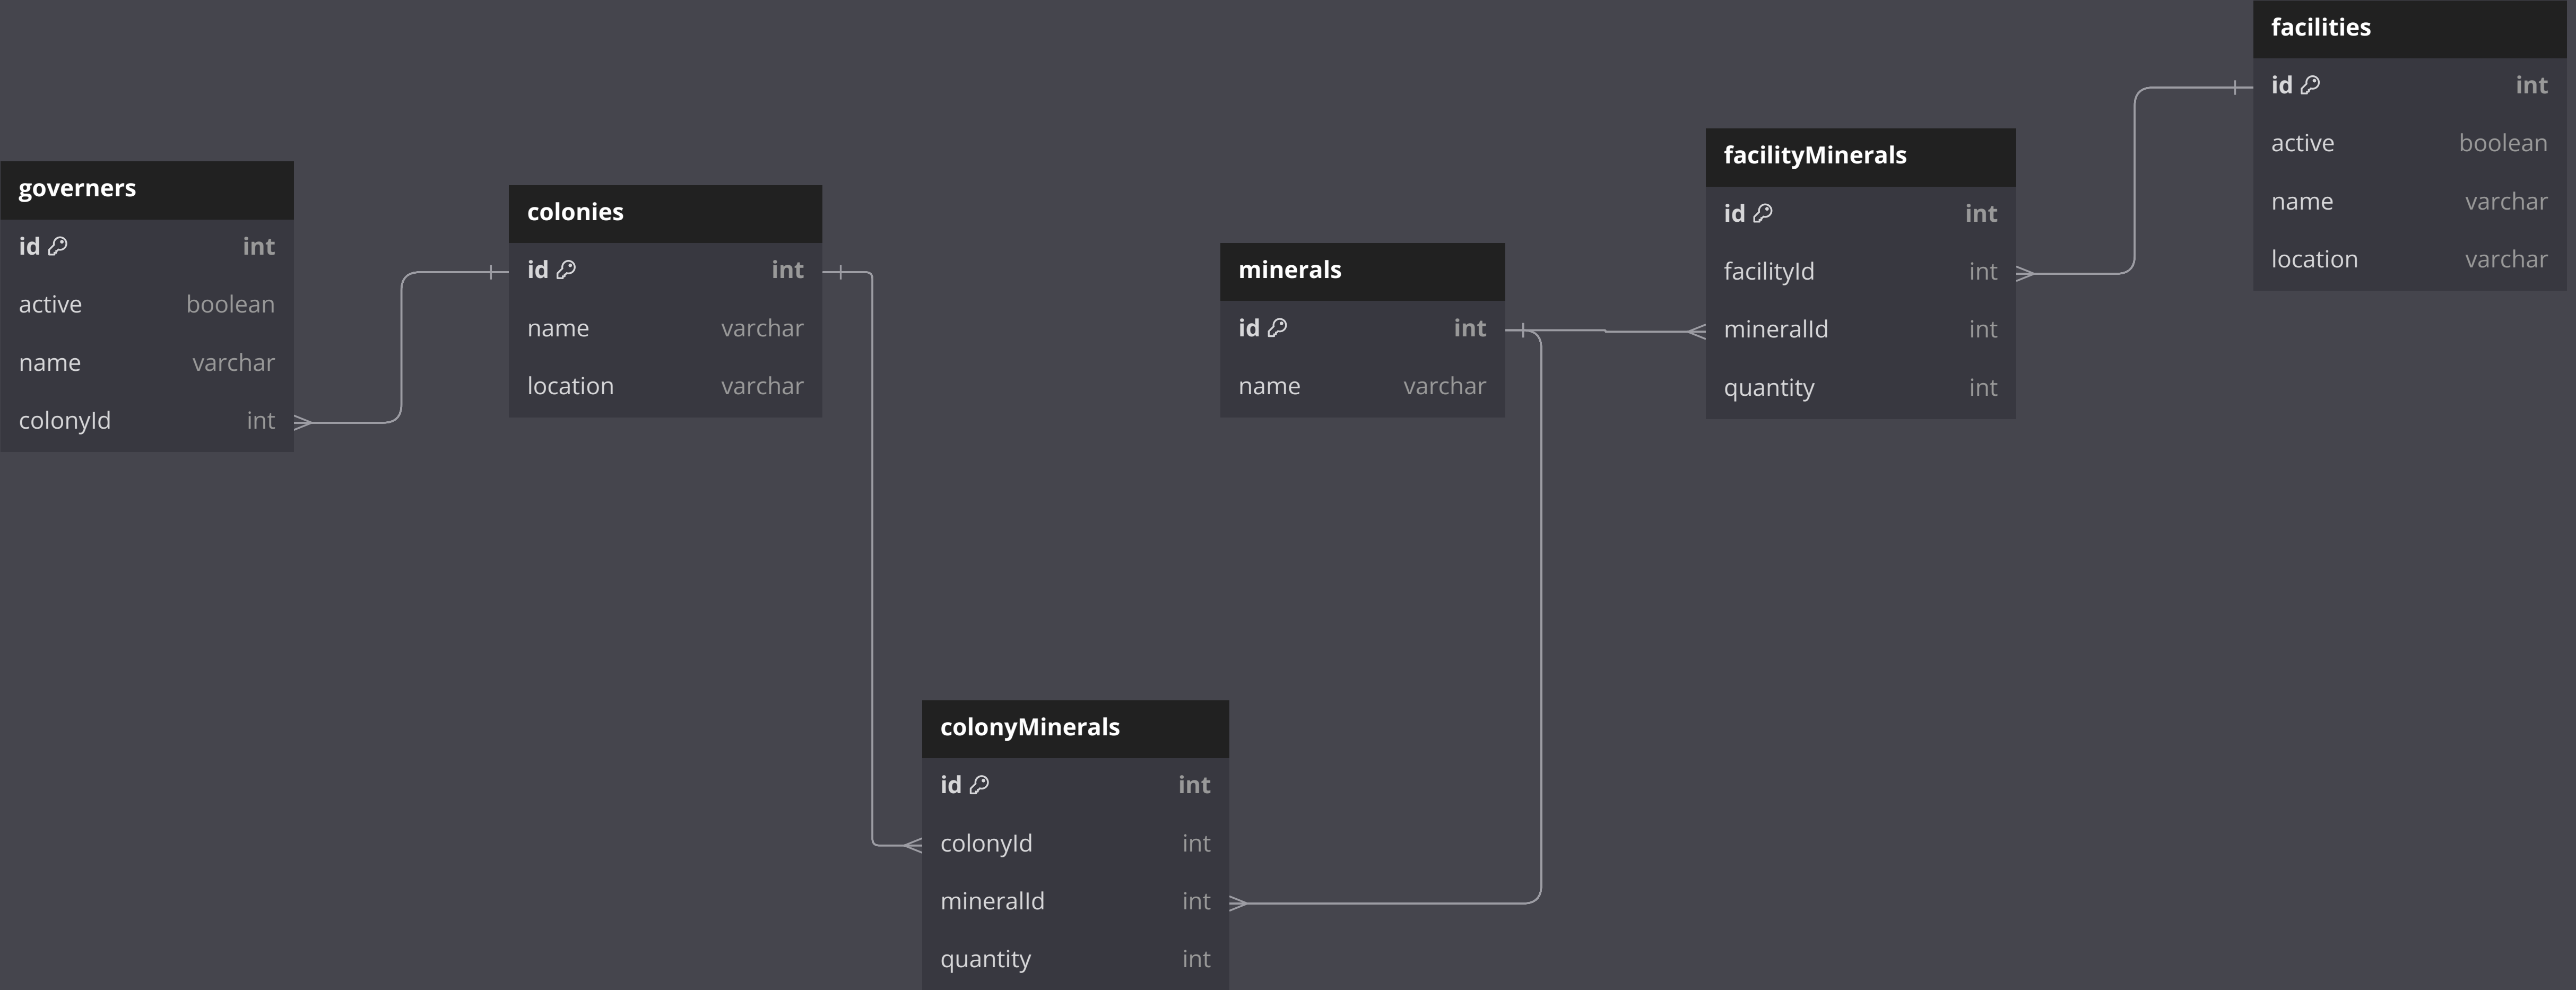 governers
id int
active boolean
name varchar
colonyId int
colonies
id int
name varchar
location varchar
minerals
id int
name varchar
facilityMinerals
id int
facilityId int
mineralId int
quantity int
facilities
id int
active boolean
name varchar
location varchar
colonyMinerals
id int
colonyId int
mineralId int
quantity int